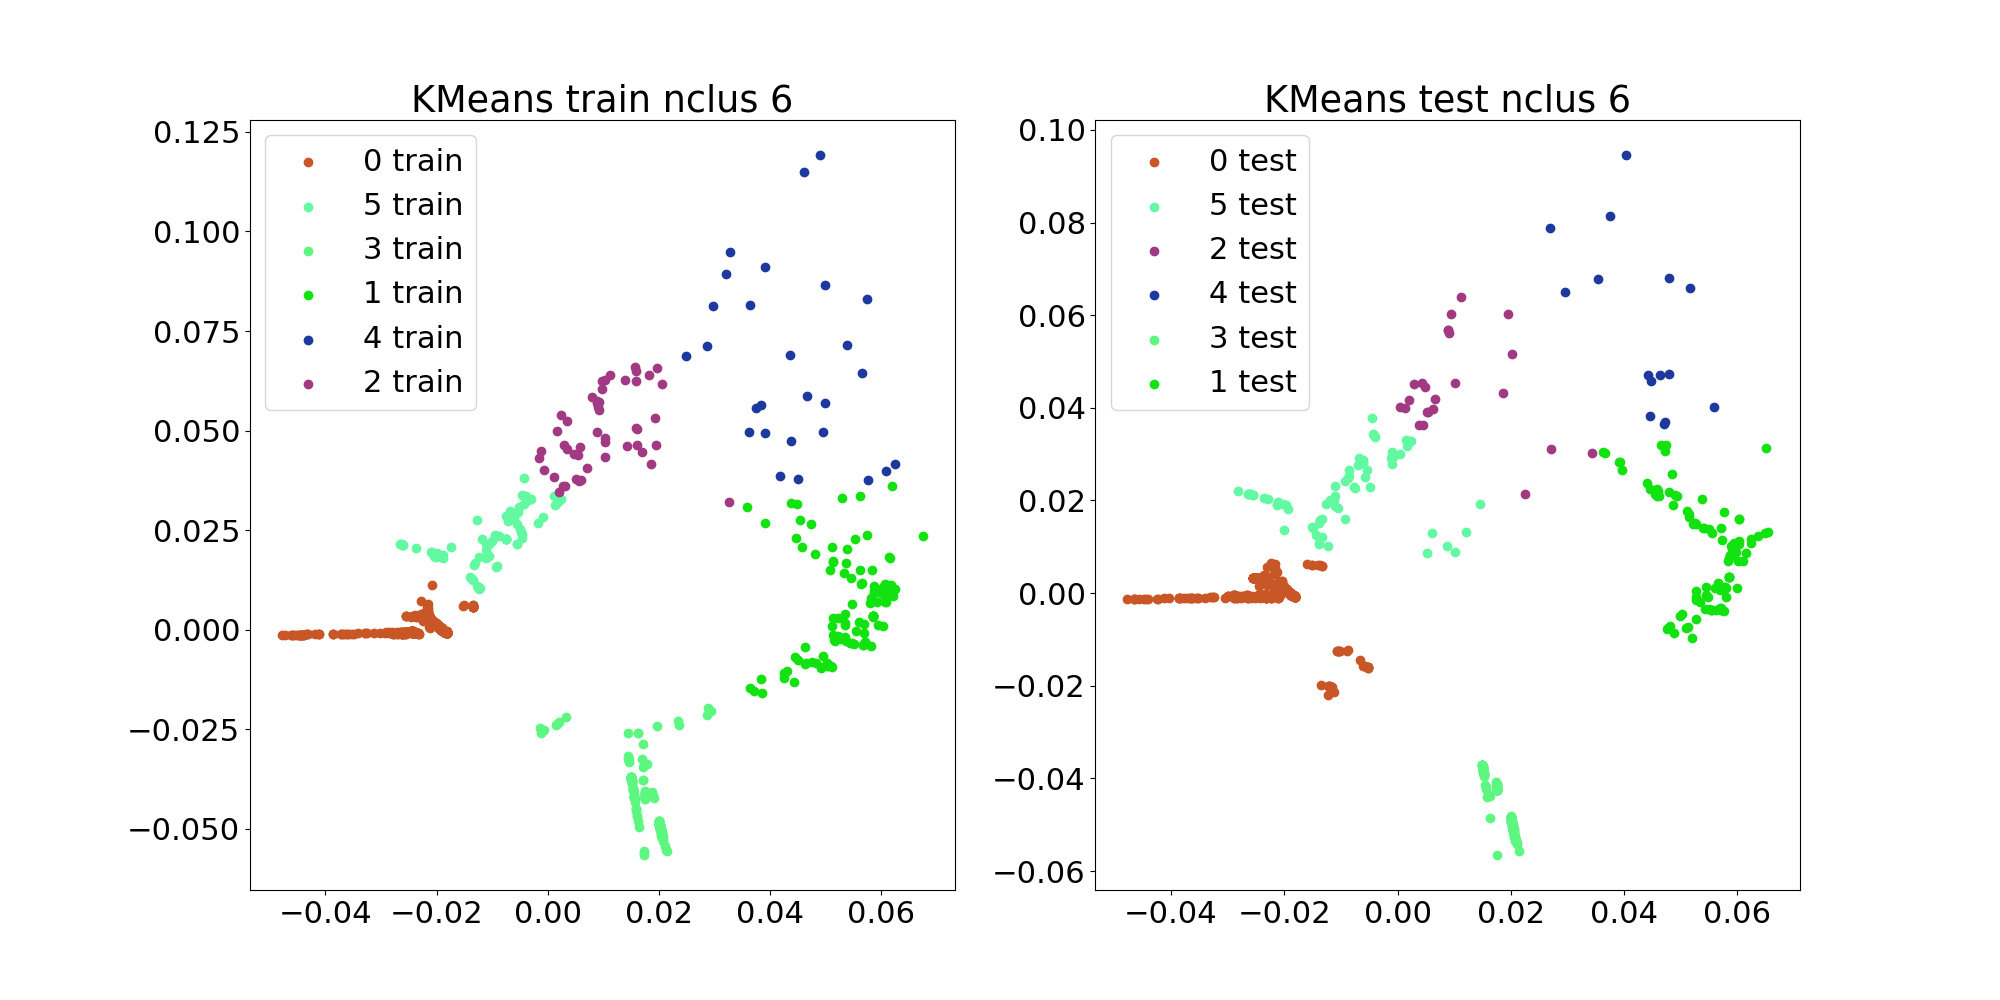 KMeans train nclus 6
0.125
0.100
0.075
0.050
0.025
0.000
−0.025
−0.050
0 train
5 train
3 train
1 train
4 train
2 train
−0.04 −0.02 0.00 0.02 0.04 0.06
KMeans test nclus 6
0.10
0.08
0.06
0.04
0.02
0.00
−0.02
−0.04
−0.06
0 test
5 test
2 test
4 test
3 test
1 test
−0.04 −0.02 0.00 0.02 0.04 0.06